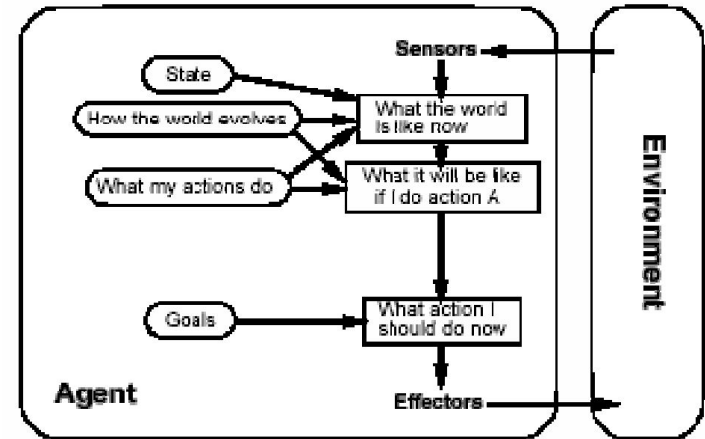 Sensors
State
How the world evolves
What the world
is like now
What my actions do
What it will be like
if I do action A
Goals
What action I
should do now
Agent
Effectors
Environment